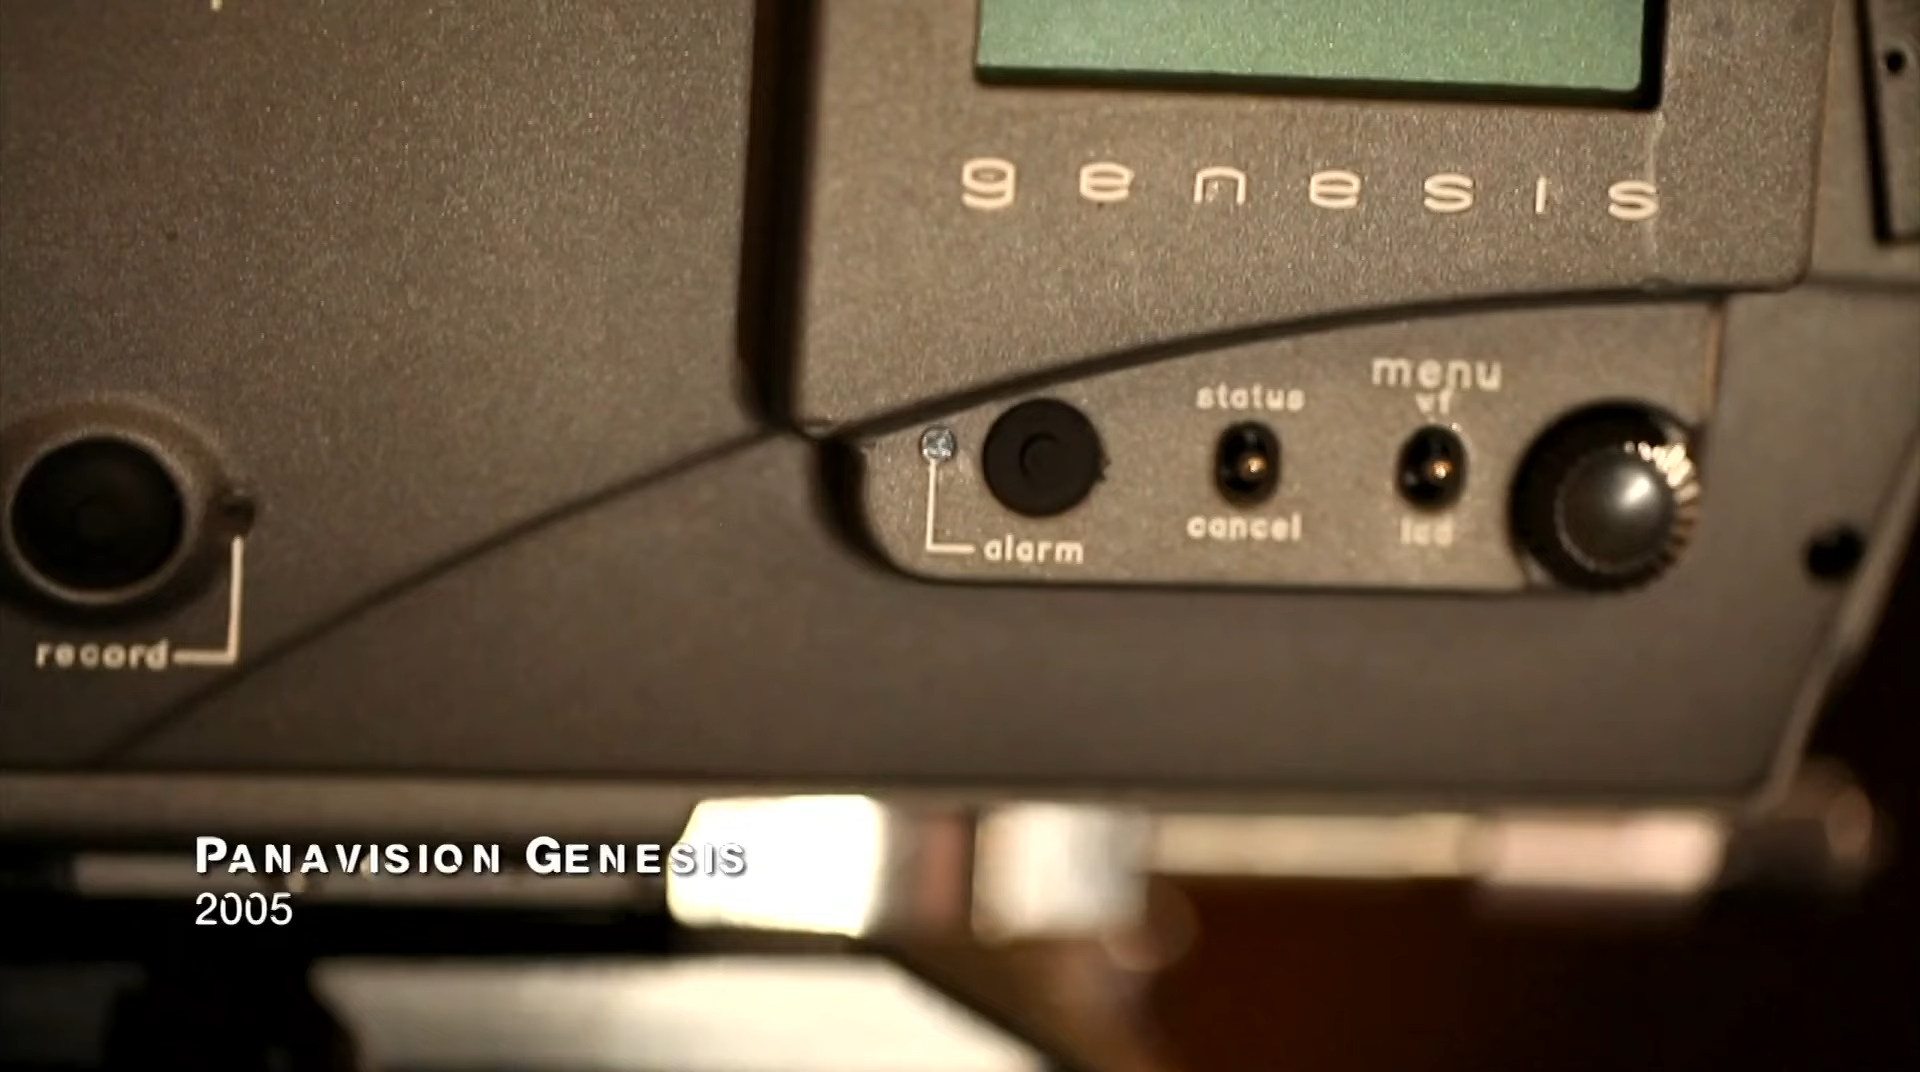 genesis
menu
status vf
cancel lcd
alarm
record
PANAVISION GENESIS
2005